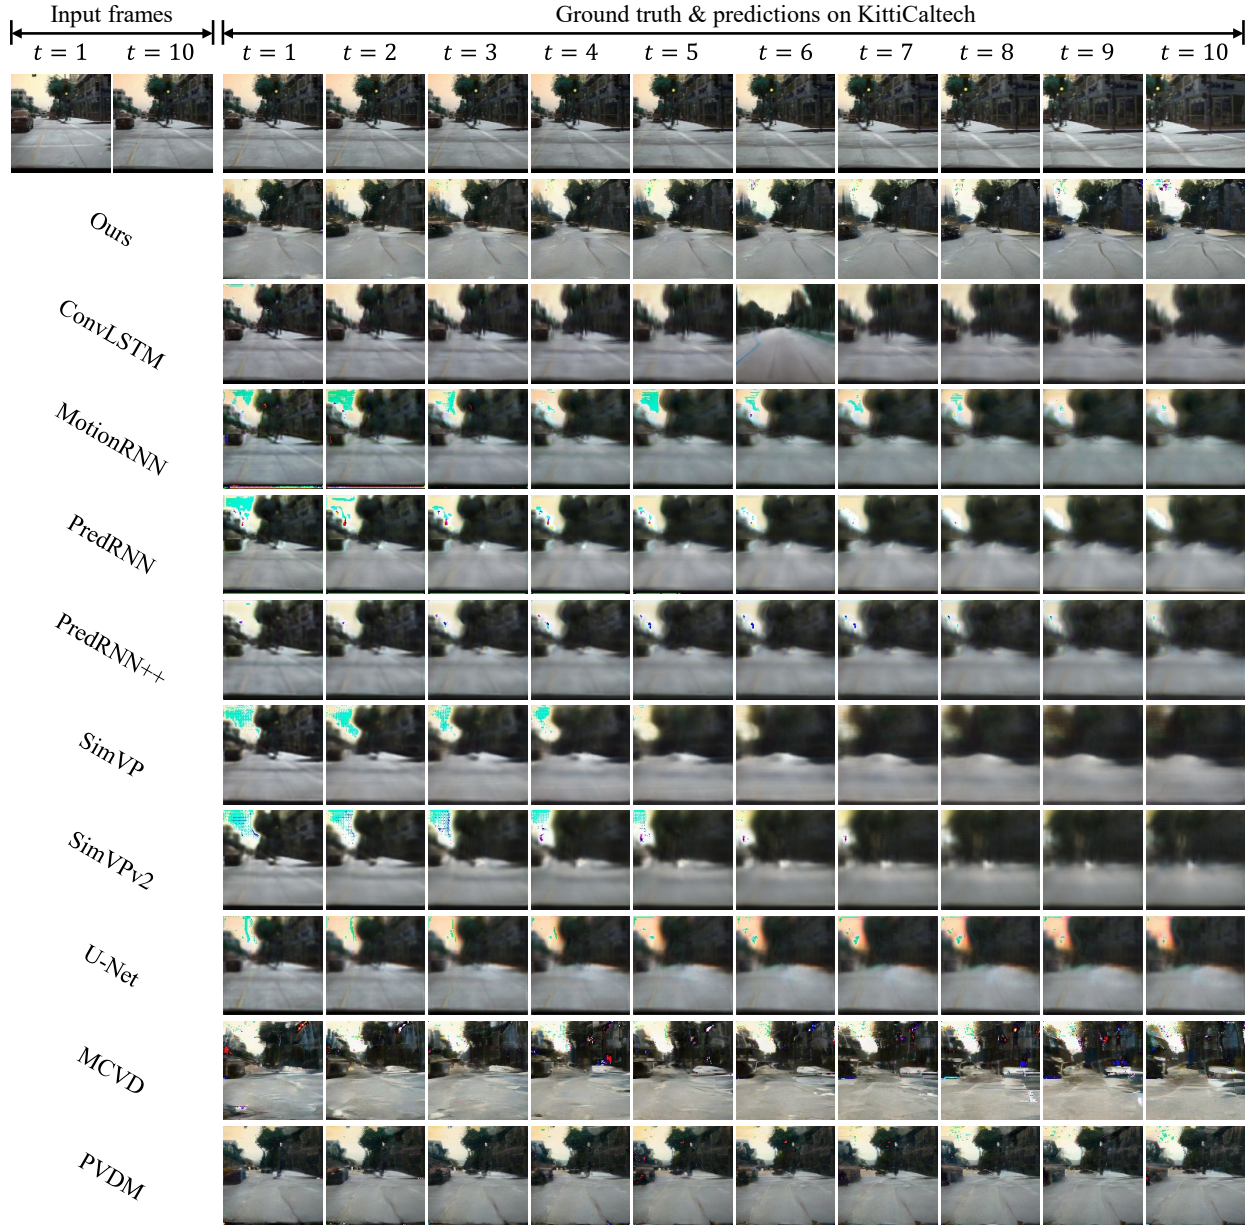 Input frames
Ground truth & predictions on KittiCaltech
t = 1 t = 10 t = 1 t = 2 t = 3 t = 4 t = 5 t = 6 t = 7 t = 8 t = 9 t = 10
Ours
ConvLSTM
MotionRNN
PredRNN
PredRNN++
SimVP
SimVPv2
U-Net
MCVD
PVDM